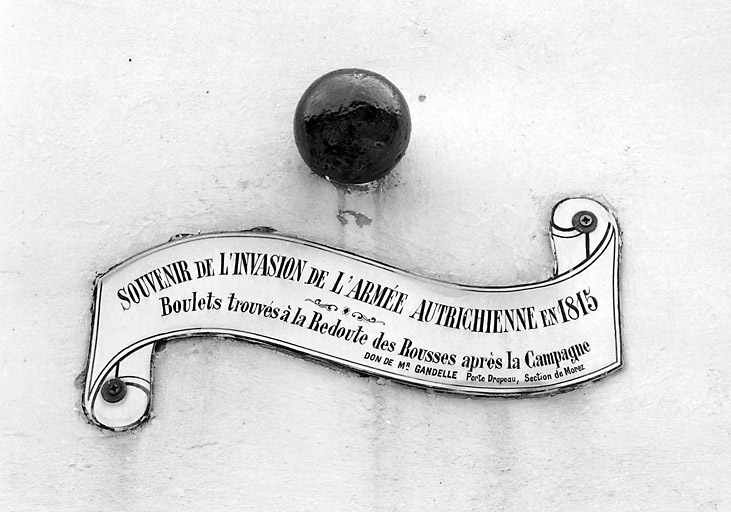 SOUVENIR DE L'INVASION DE L'ARMÉE AUTRICHIENNE EN 1815
Boulets trouvés à la Redoute des Rousses après la Campagne
DON DE MR. GANDELLE Porte Drapeau, Section de Morez